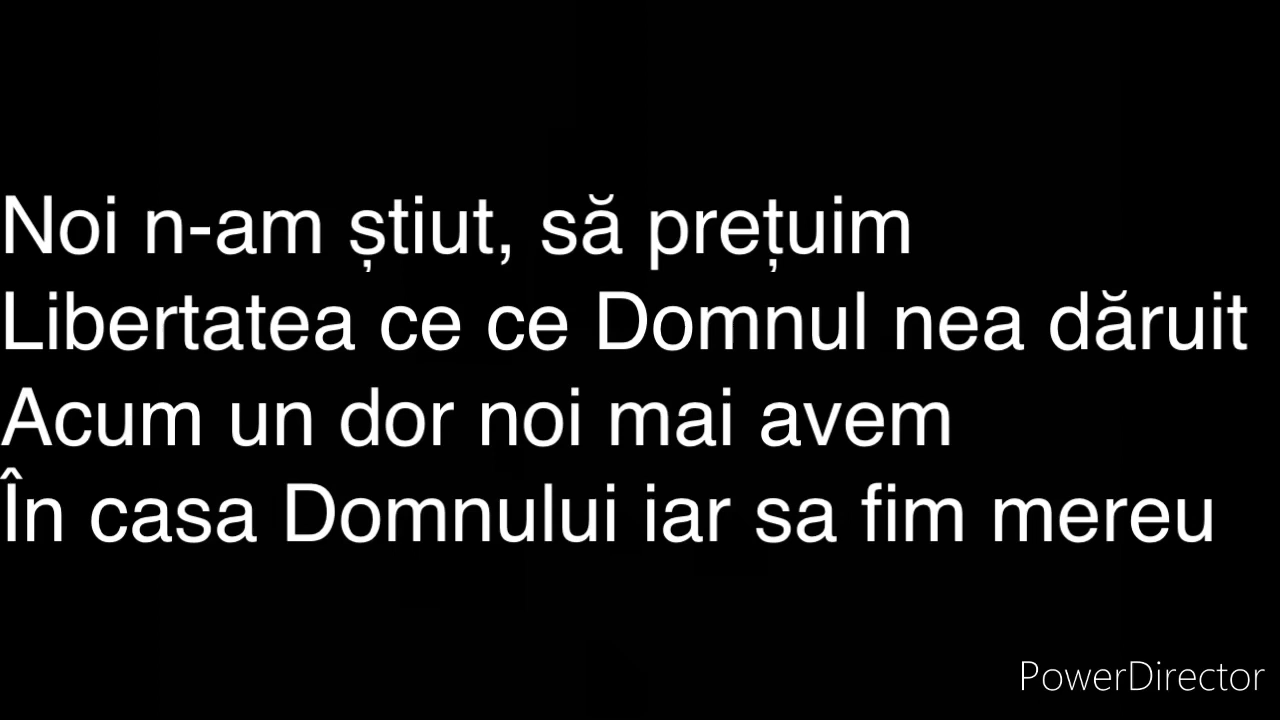 Noi n-am știut, să prețuim
Libertatea ce ce Domnul nea dăruit
Acum un dor noi mai avem
În casa Domnului iar sa fim mereu
PowerDirector